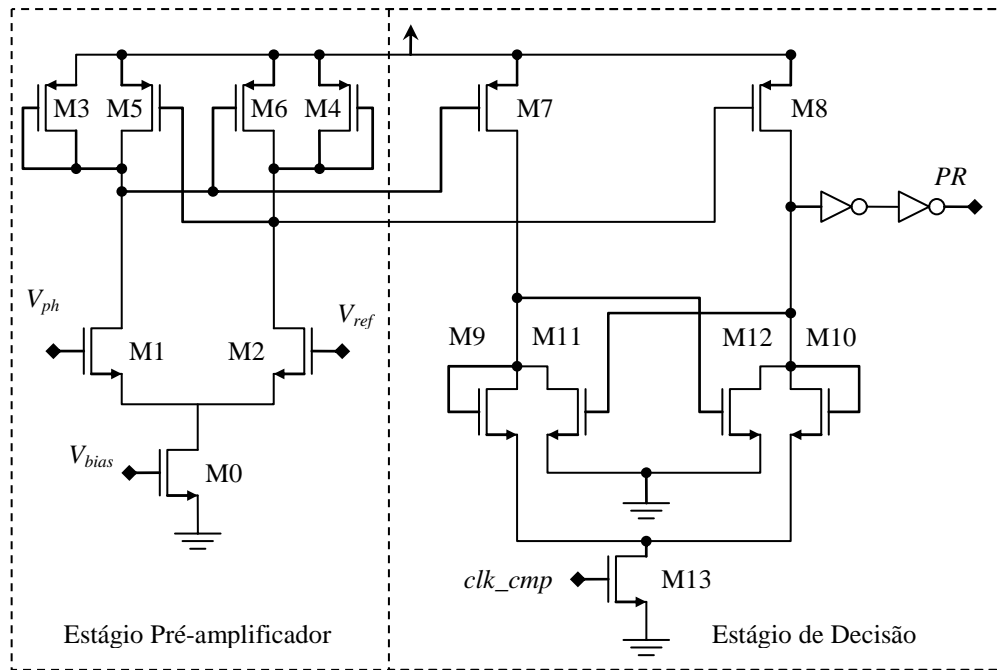 M3
M5
M6
M4
M7
M8
PR
V_ph
V_ref
M1
M2
M9
M11
M12
M10
V_bias
M0
clk_cmp
M13
Estágio Pré-amplificador
Estágio de Decisão